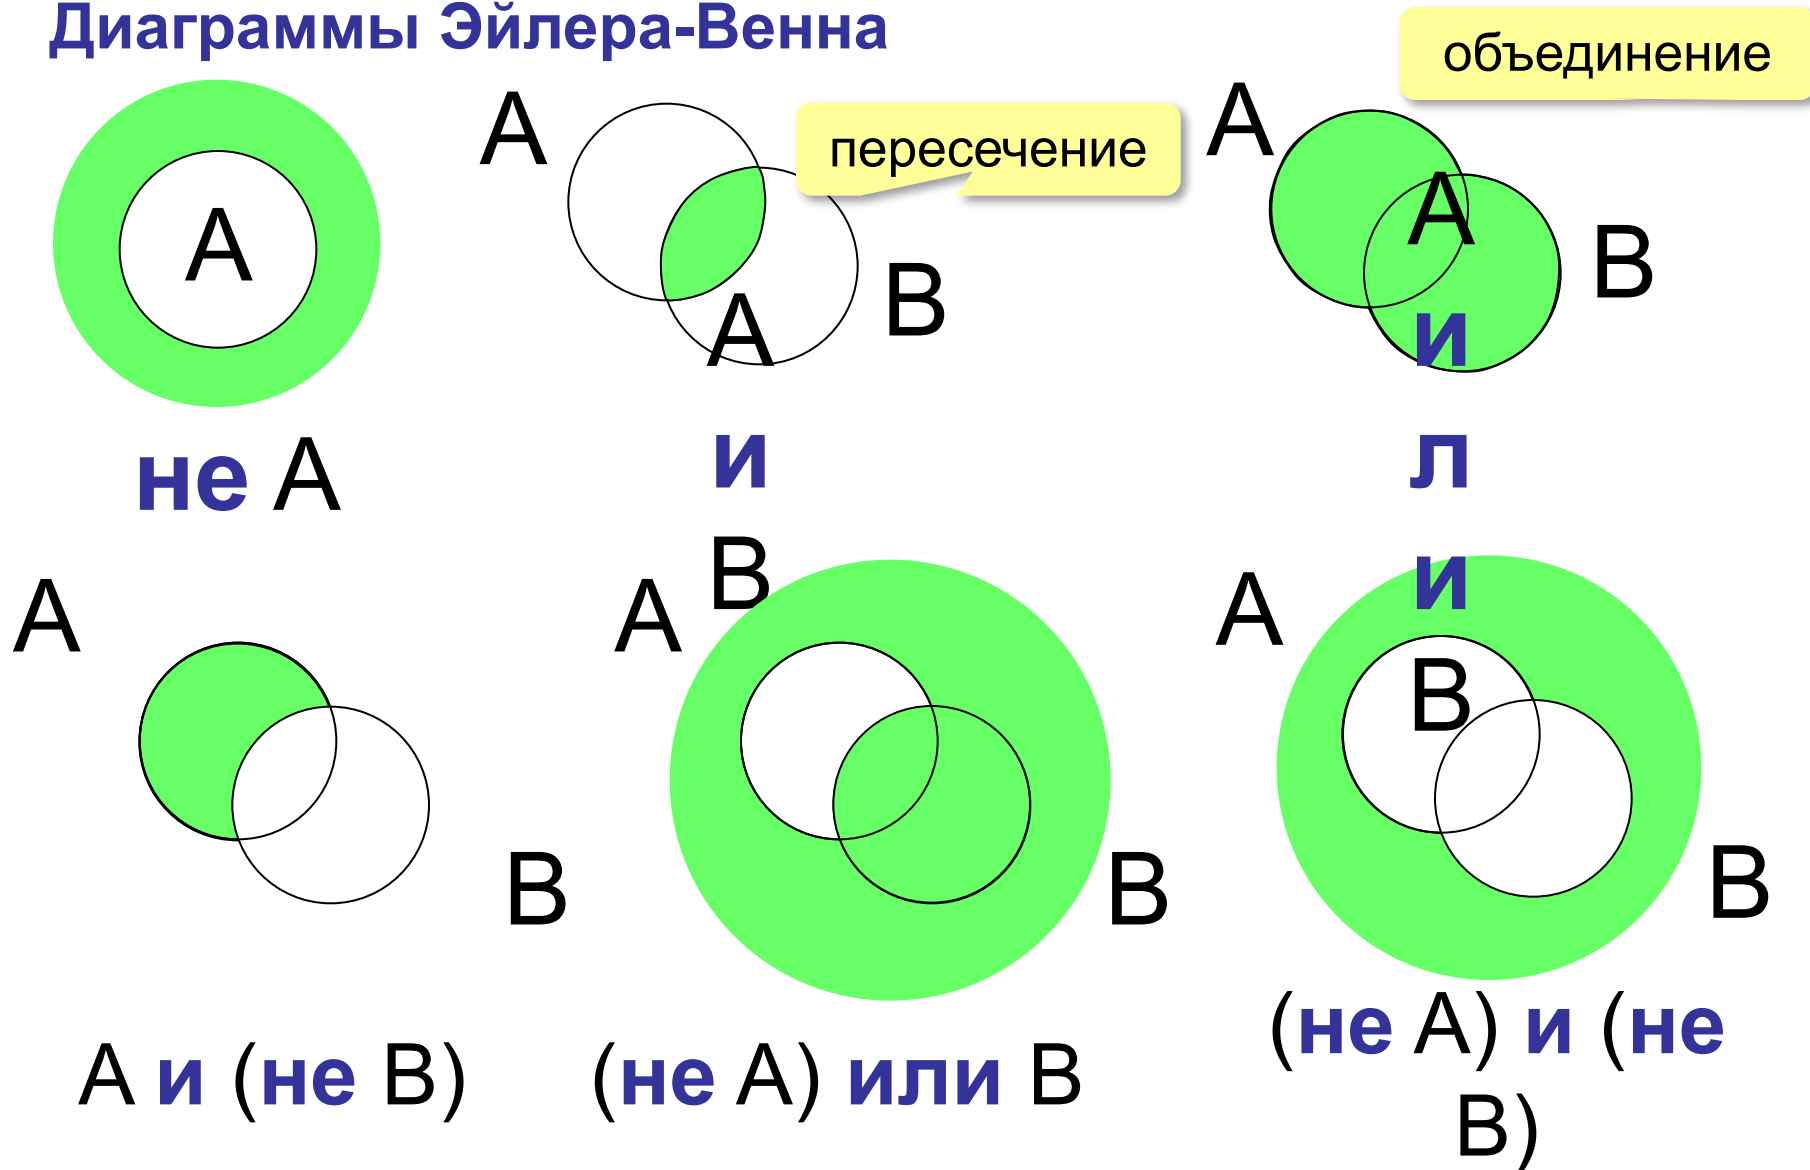 Диаграммы Эйлера-Венна
объединение
пересечение
A
A
B
A
B
не A
A
и
B
A
и
л
и
B
A
B
A
B
A
B
A и (не B)
(не A) или B
(не A) и (не
B)